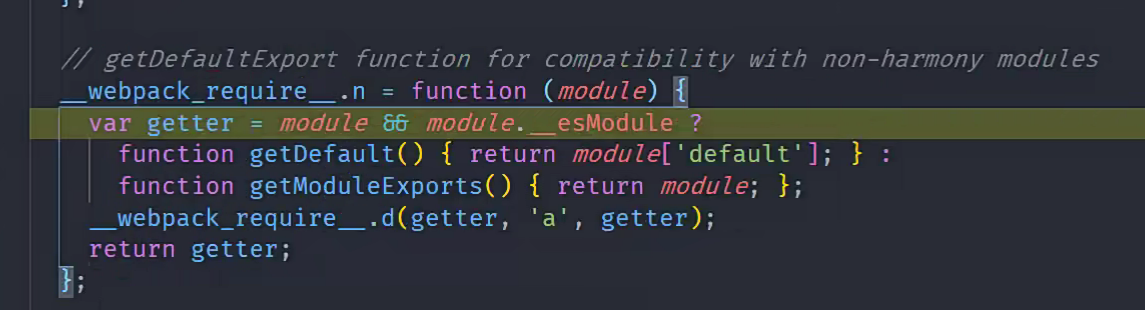 };
// getDefaultExport function for compatibility with non-harmony modules
__webpack_require__.n = function (module) {
var getter = module && module.__esModule ?
function getDefault() { return module['default']; } :
function getModuleExports() { return module; };
__webpack_require__.d(getter, 'a', getter);
return getter;
};